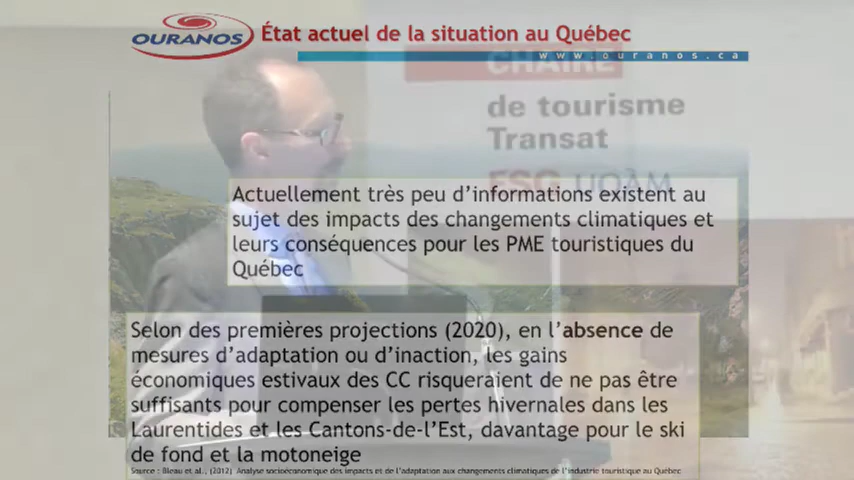 OURANOS
État actuel de la situation au Québec
www.ouranos.ca
CHAIRE
de tourisme
Transat
ESG UQÀM
Actuellement très peu d'informations existent au
sujet des impacts des changements climatiques et
leurs conséquences pour les PME touristiques du
Québec
Selon des premières projections (2020), en l'absence de
mesures d'adaptation ou d'inaction, les gains
économiques estivaux des CC risqueraient de ne pas être
suffisants pour compenser les pertes hivernales dans les
Laurentides et les Cantons-de-l'Est, davantage pour le ski
de fond et la motoneige
Source : Bleau et al., (2012) Analyse socioéconomique des impacts et de l'adaptation aux changements climatiques de l'industrie touristique au Québec